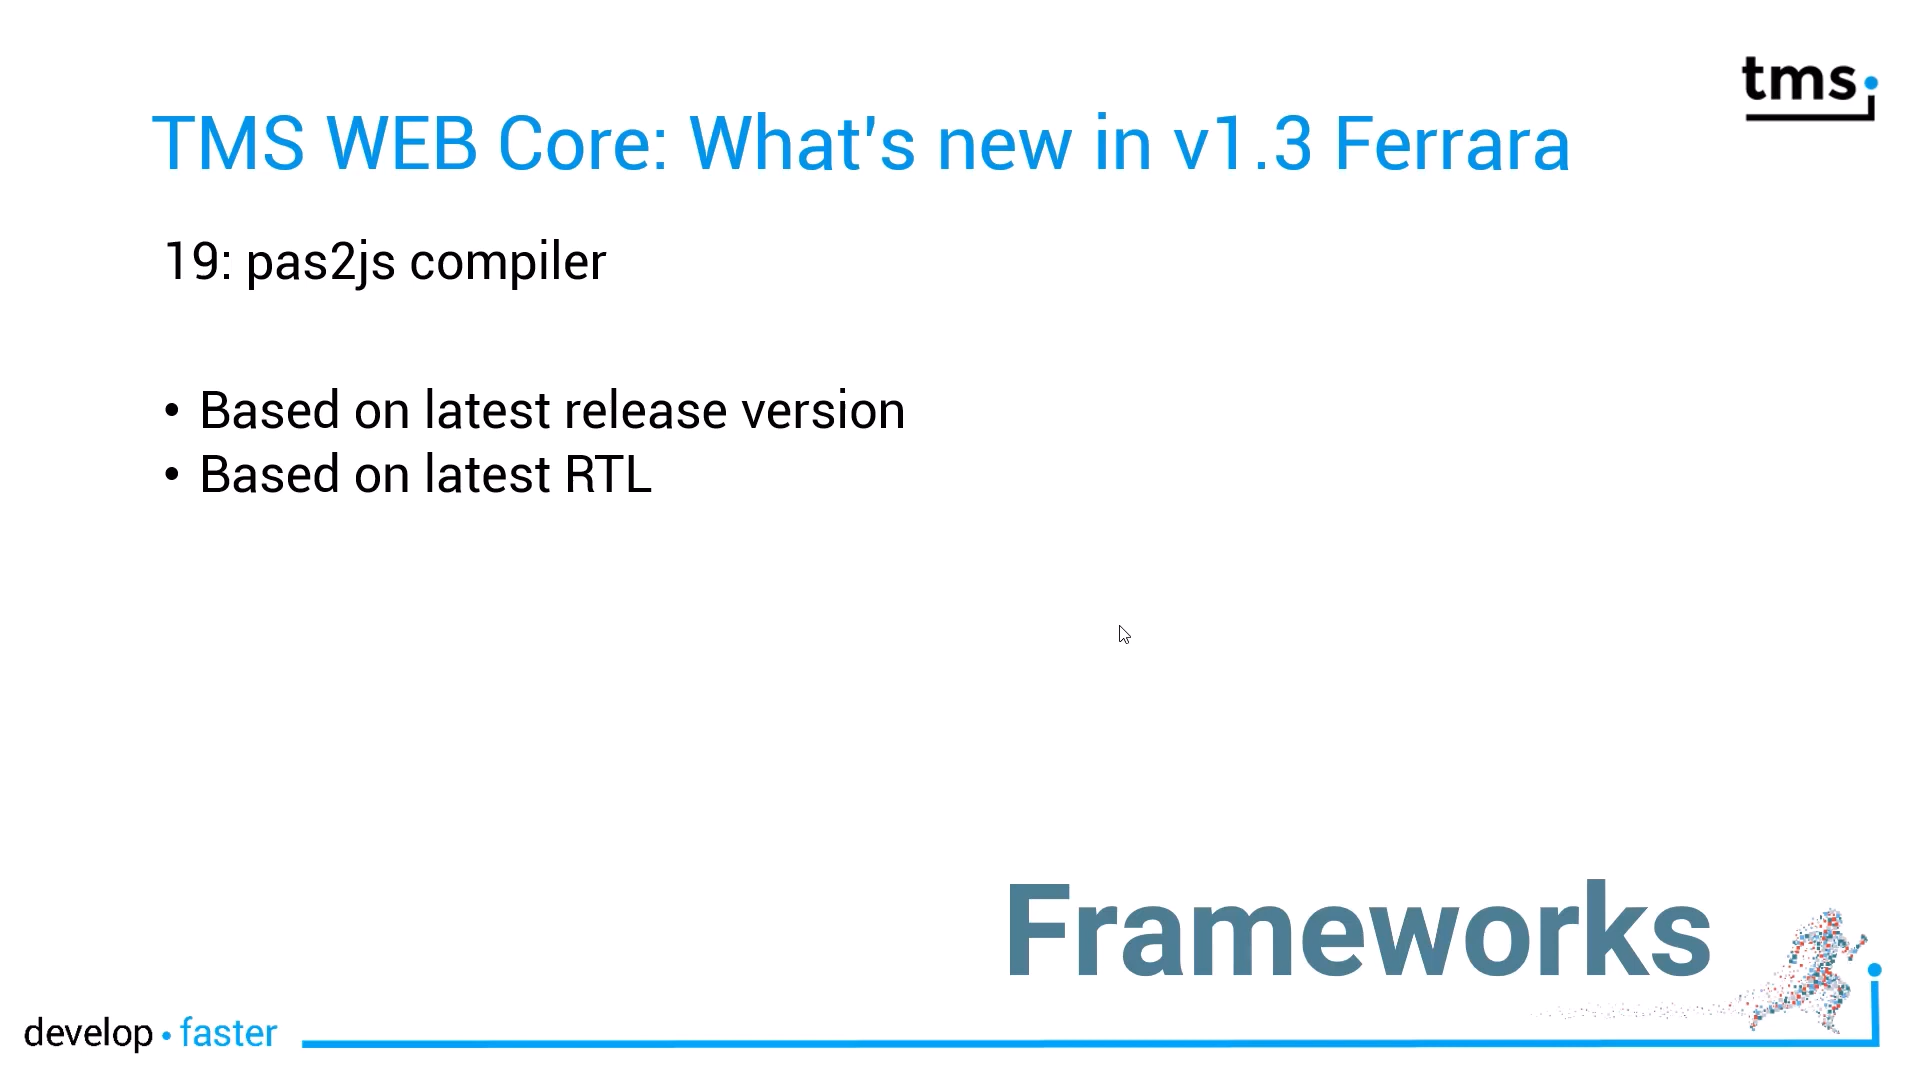 tms
TMS WEB Core: What's new in v1.3 Ferrara
19: pas2js compiler
• Based on latest release version
• Based on latest RTL
Frameworks
develop • faster